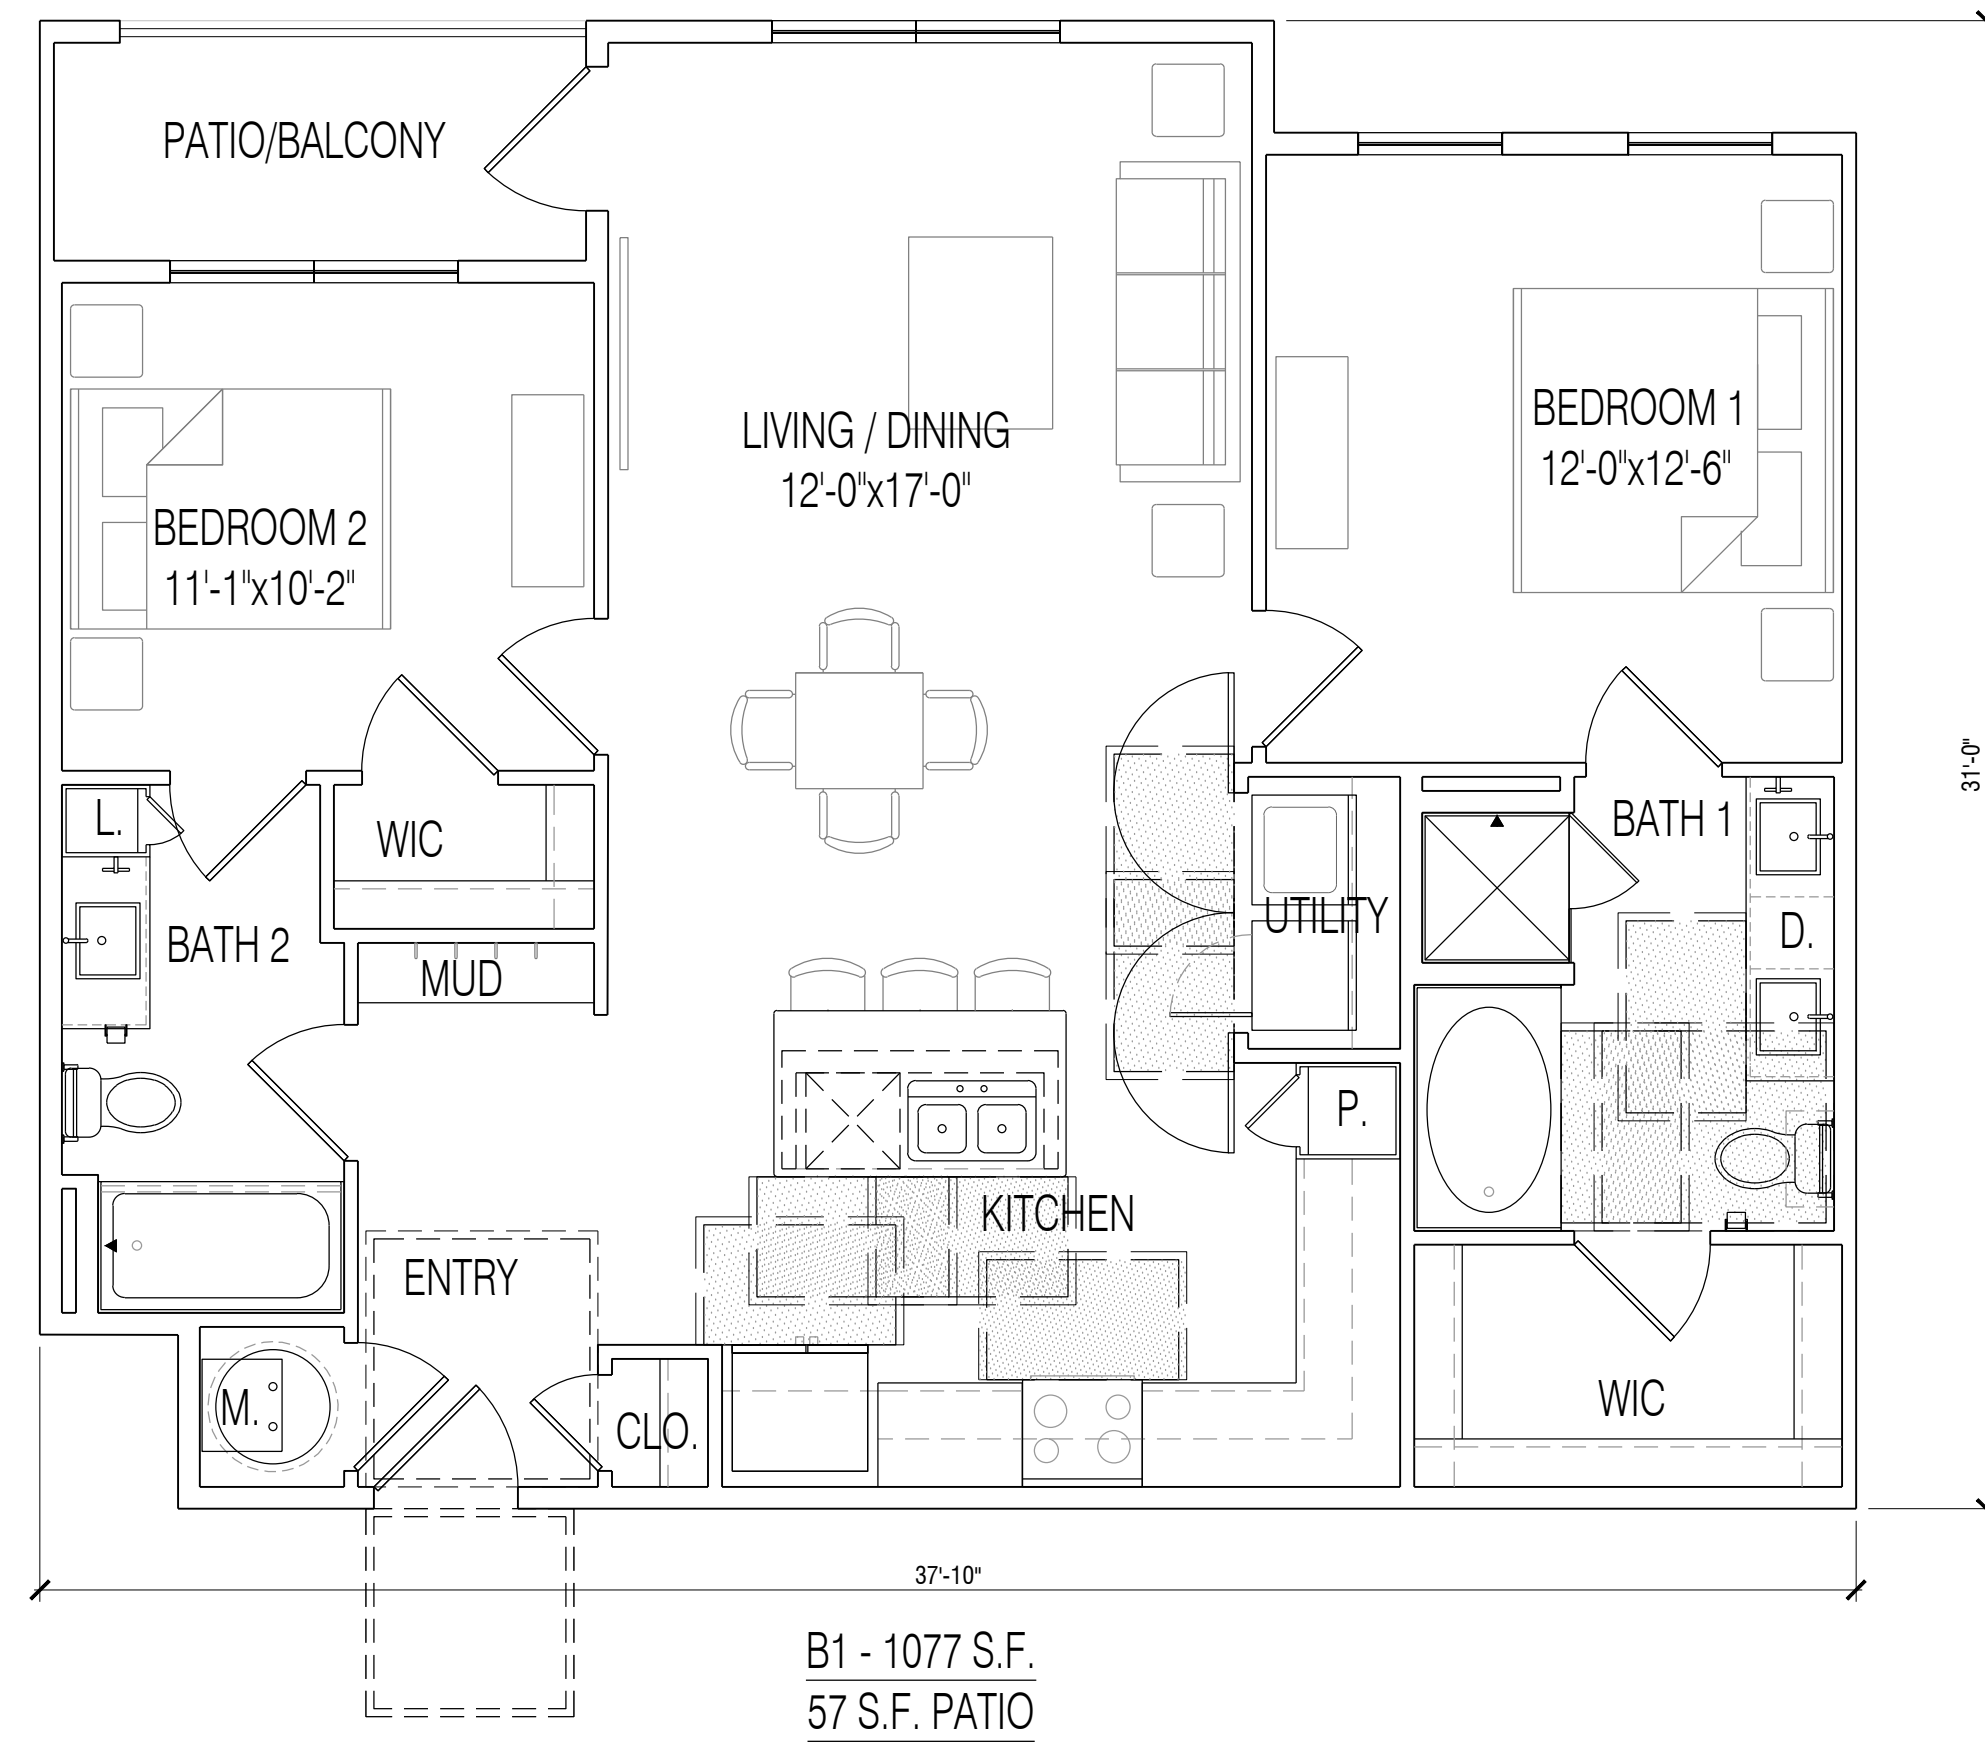 PATIO/BALCONY
LIVING / DINING
12'-0"x17'-0"
BEDROOM 1
12'-0"x12'-6"
BEDROOM 2
11'-1"x10'-2"
31'-0"
L.
WIC
BATH 1
BATH 2
UTILITY
D.
MUD
P.
KITCHEN
ENTRY
M.
CLO.
WIC
37'-10"
B1 - 1077 S.F.
57 S.F. PATIO